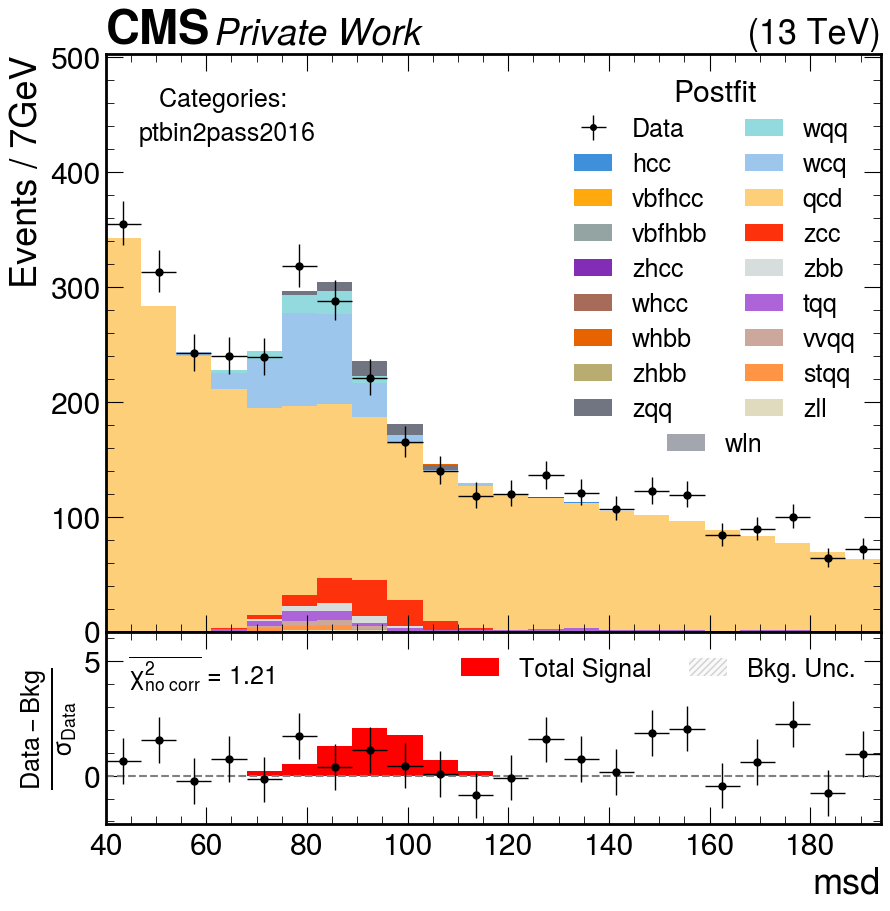 CMS Private Work (13 TeV)
Events / 7GeV
500
400
300
200
100
0
Categories:
ptbin2pass2016
Postfit
Data
hcc
vbfhcc
vbfhbb
zhcc
whcc
whbb
zhbb
zqq
wqq
wcq
qcd
zcc
zbb
tqq
vvqq
stqq
zll
wln
Data − Bkg
σData
5
0
χ2no corr = 1.21
Total Signal
Bkg. Unc.
40 60 80 100 120 140 160 180
msd